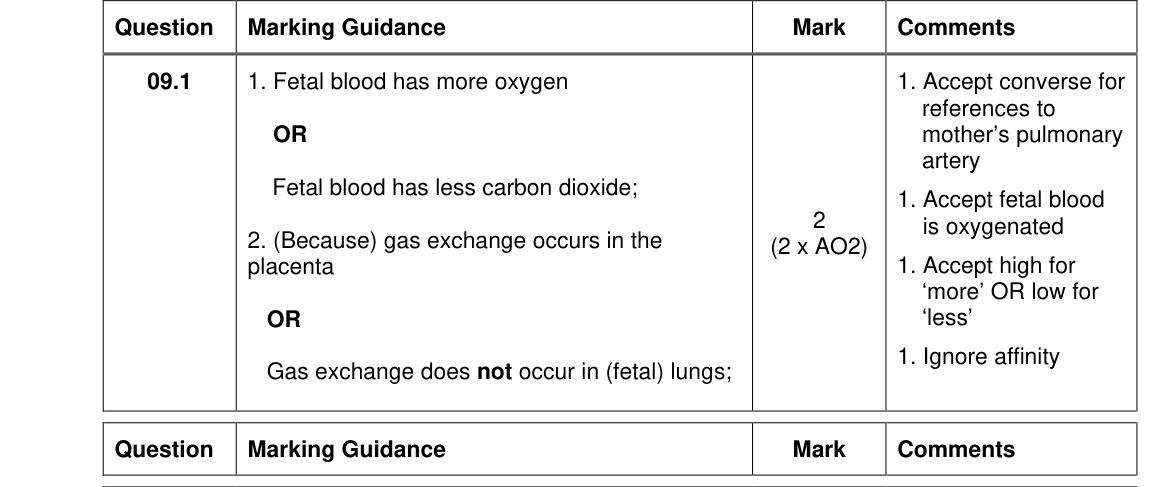 Question Marking Guidance Mark Comments
09.1
1. Fetal blood has more oxygen
OR
Fetal blood has less carbon dioxide;
2. (Because) gas exchange occurs in the
placenta
OR
Gas exchange does not occur in (fetal) lungs;
2
(2 x AO2)
1. Accept converse for
references to
mother’s pulmonary
artery
1. Accept fetal blood
is oxygenated
1. Accept high for
‘more’ OR low for
‘less’
1. Ignore affinity
Question Marking Guidance Mark Comments